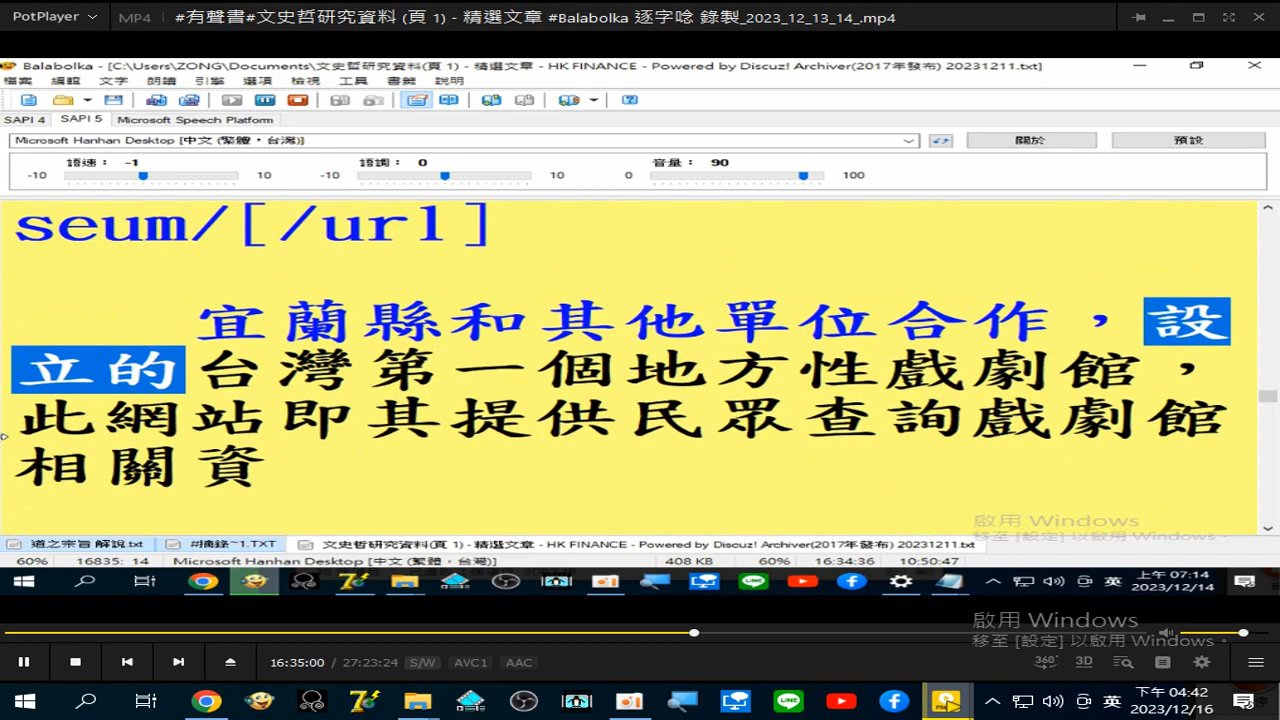 PotPlayer MP4 #有聲書#文史哲研究資料 (頁 1) - 精選文章 #Balabolka 逐字唸 錄製_2023_12_13_14_.mp4
Balabolka - [C:\Users\ZONG\Documents\文史哲研究資料(頁 1) - 精選文章 - HK FINANCE - Powered by Discuz! Archiver(2017年發布) 20231211.txt]
檔案 編輯 文字 朗讀 引擎 選項 檢視 工具 書籤 說明
SAPI 4 SAPI 5 Microsoft Speech Platform
Microsoft Hanhan Desktop [中文 (繁體，台灣)] 關於 預設
語速： -1 語調： 0 音量： 90
-10 10 -10 10 0 100
seum/[/url]
宜蘭縣和其他單位合作，設
立的台灣第一個地方性戲劇館，
此網站即其提供民眾查詢戲劇館
相關資
啟用 Windows
移至 [設定] 以啟用 Windows。
道之宗旨 解說.txt #摘錄~1.TXT 文史哲研究資料(頁 1) - 精選文章 - HK FINANCE - Powered by Discuz! Archiver(2017年發布) 20231211.txt
60% 16835: 14 Microsoft Hanhan Desktop [中文 (繁體，台灣)] 408 KB 60% 16:34:36 10:50:47
英 上午 07:14
2023/12/14
啟用 Windows
移至 [設定] 以啟用 Windows。
16:35:00 / 27:23:24 S/W AVC1 AAC 360° 3D
英 下午 04:42
2023/12/16